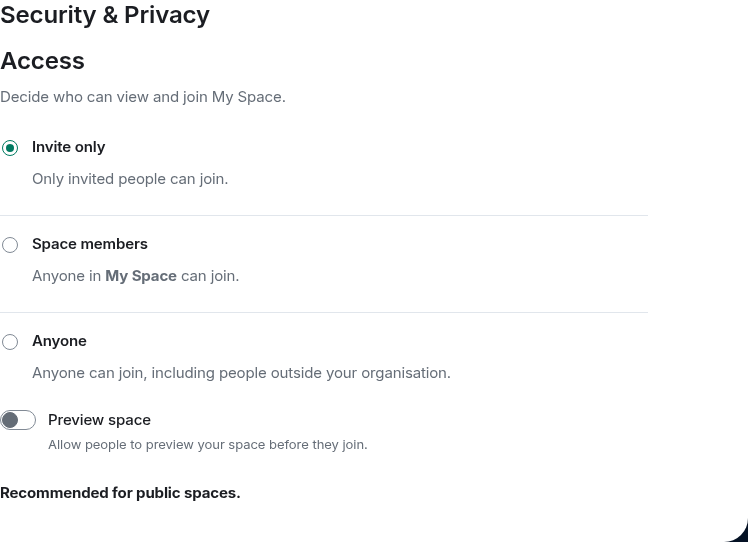 Security & Privacy
Access
Decide who can view and join My Space.
Invite only
Only invited people can join.
Space members
Anyone in My Space can join.
Anyone
Anyone can join, including people outside your organisation.
Preview space
Allow people to preview your space before they join.
Recommended for public spaces.